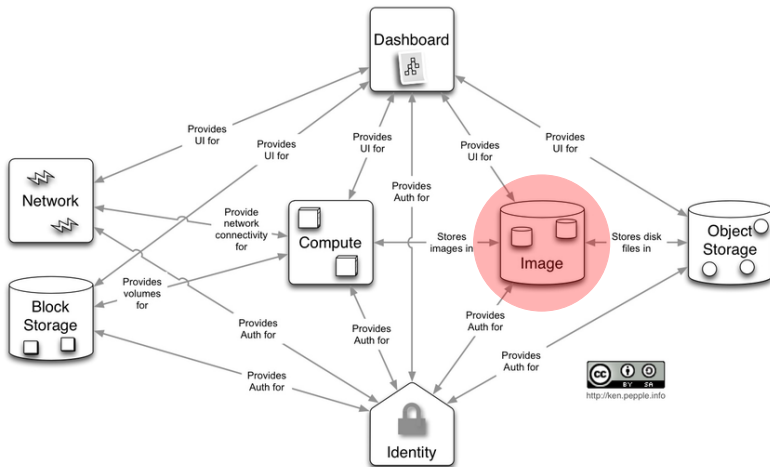 Dashboard
Provides
UI for
Provides
UI for
Provides
UI for
Provides
UI for
Provides
UI for
Provides
Auth for
Network
Provide
network
connectivity
for
Compute
Stores
images in
Image
Stores disk
files in
Object
Storage
Block
Storage
Provides
volumes
for
Provides
Auth for
Provides
Auth for
Provides
Auth for
Provides
Auth for
Provides
Auth for
Identity
cc
BY SA
http://ken.pepple.info